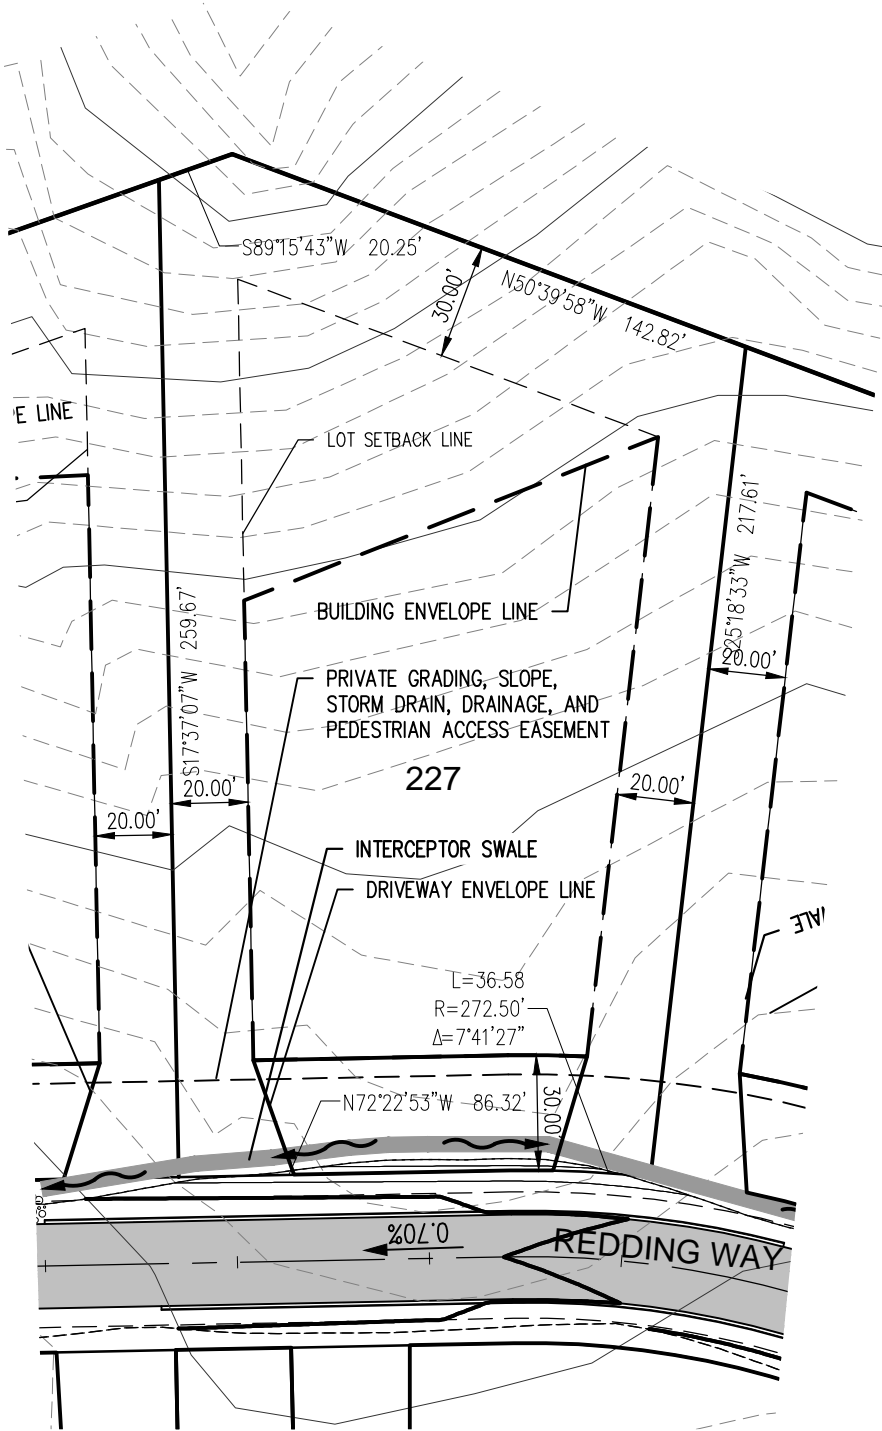 S89°15'43"W 20.25'
30.00'
N50°39'58"W 142.82'
E LINE
LOT SETBACK LINE
217.61'
25°18'33"W
BUILDING ENVELOPE LINE
S17°37'07"W 259.67'
20.00'
PRIVATE GRADING, SLOPE,
STORM DRAIN, DRAINAGE, AND
PEDESTRIAN ACCESS EASEMENT
227
20.00'
20.00'
20.00'
INTERCEPTOR SWALE
DRIVEWAY ENVELOPE LINE
L=36.58
R=272.50'
Δ=7°41'27"
N72°22'53"W 86.32'
30.00'
0.70%
REDDING WAY